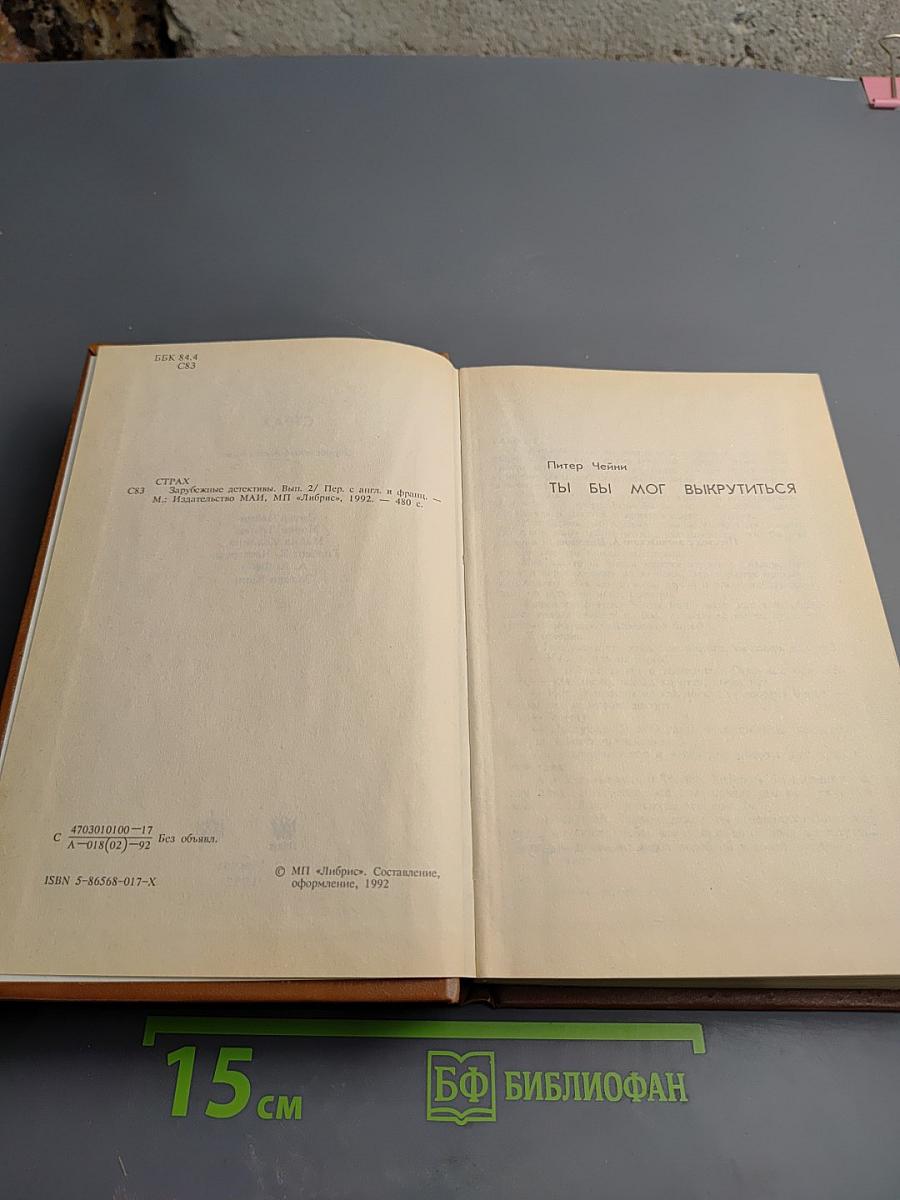 ББК 84.4
С83
СТРАХ
С83 Зарубежные детективы. Вып. 2/ Пер. с англ. и франц. —
М.: Издательство МАИ, МП «Либрис», 1992. — 480 с.
С 4703010100—17 Без объявл.
А—018(02)—92
ISBN 5-86568-017-X
© МП «Либрис». Составление,
оформление, 1992
Питер Чейни
ТЫ БЫ МОГ ВЫКРУТИТЬСЯ
15 см
БФ БИБЛИОФАН